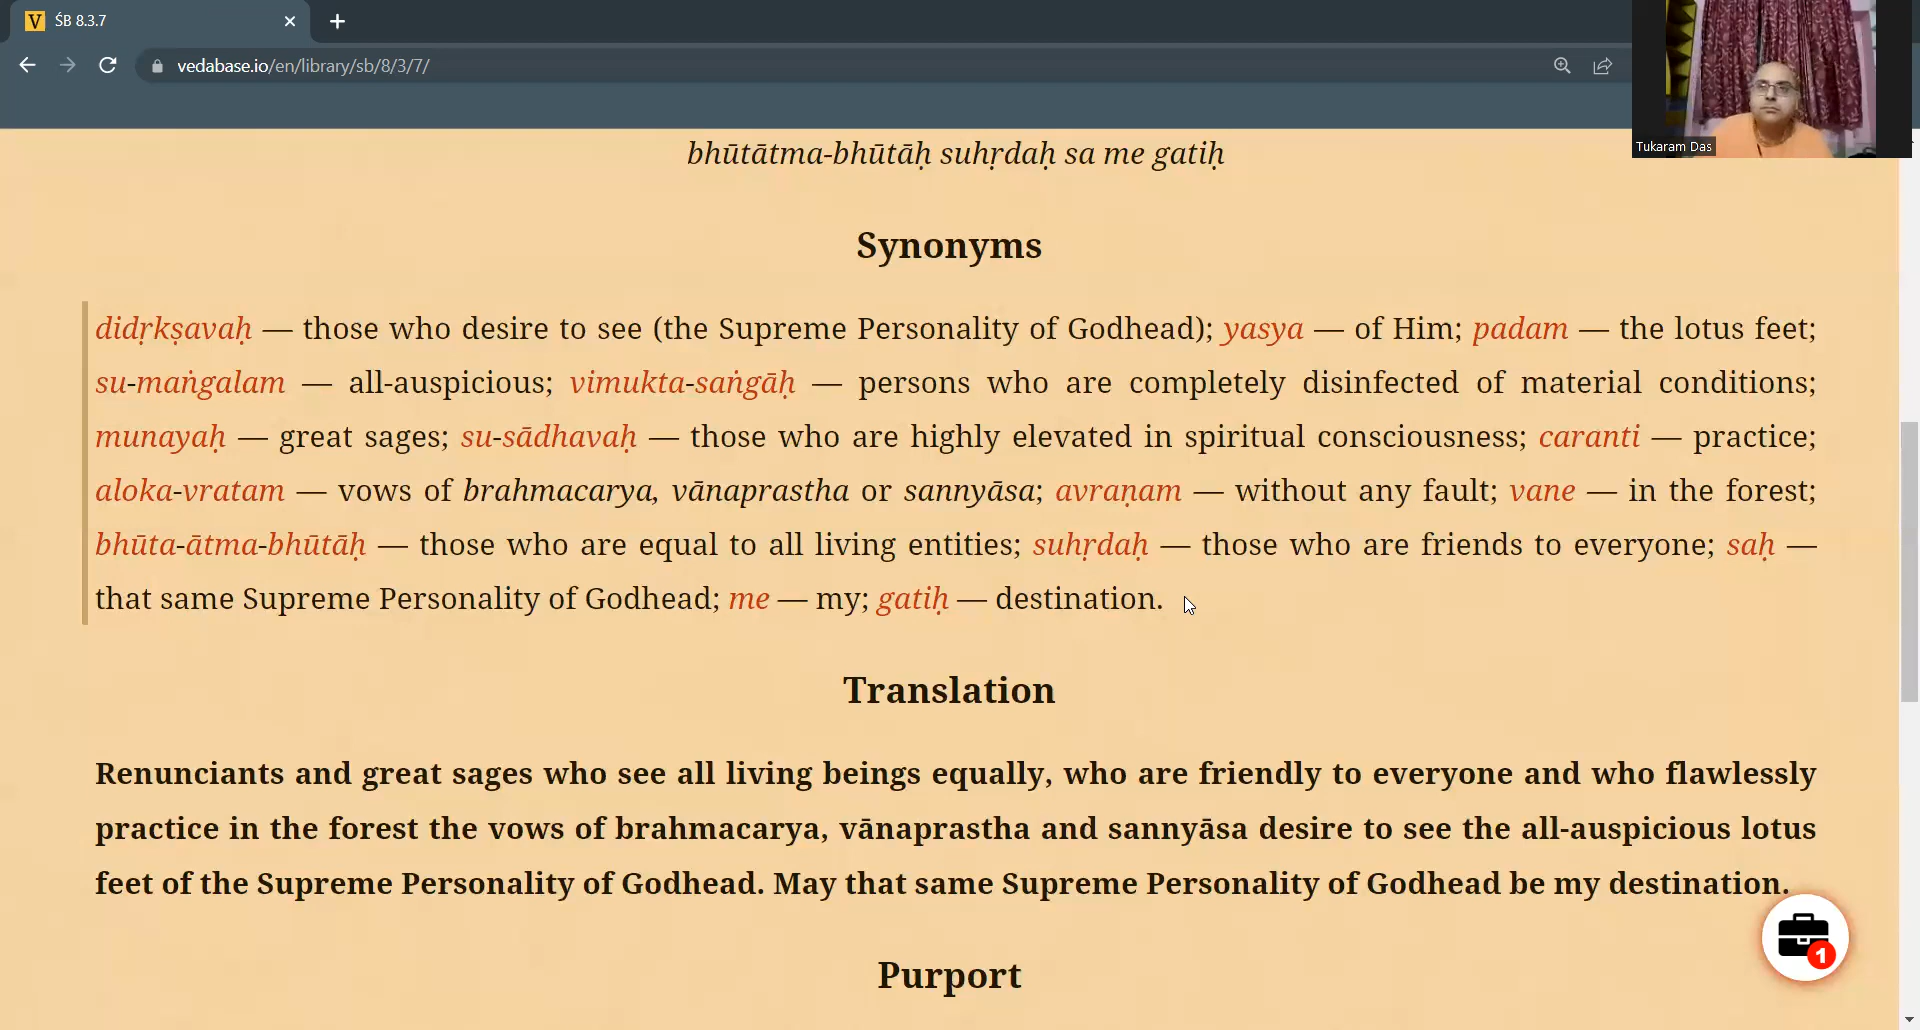 ŚB 8.3.7
vedabase.io/en/library/sb/8/3/7/
Tukaram Das
bhūtātma-bhūtāḥ suhṛdaḥ sa me gatiḥ
Synonyms
didṛkṣavaḥ — those who desire to see (the Supreme Personality of Godhead); yasya — of Him; padam — the lotus feet;
su-maṅgalam — all-auspicious; vimukta-saṅgāḥ — persons who are completely disinfected of material conditions;
munayaḥ — great sages; su-sādhavaḥ — those who are highly elevated in spiritual consciousness; caranti — practice;
aloka-vratam — vows of brahmacarya, vānaprastha or sannyāsa; avraṇam — without any fault; vane — in the forest;
bhūta-ātma-bhūtāḥ — those who are equal to all living entities; suhṛdaḥ — those who are friends to everyone; saḥ —
that same Supreme Personality of Godhead; me — my; gatiḥ — destination.
Translation
Renunciants and great sages who see all living beings equally, who are friendly to everyone and who flawlessly
practice in the forest the vows of brahmacarya, vānaprastha and sannyāsa desire to see the all-auspicious lotus
feet of the Supreme Personality of Godhead. May that same Supreme Personality of Godhead be my destination.
1
Purport